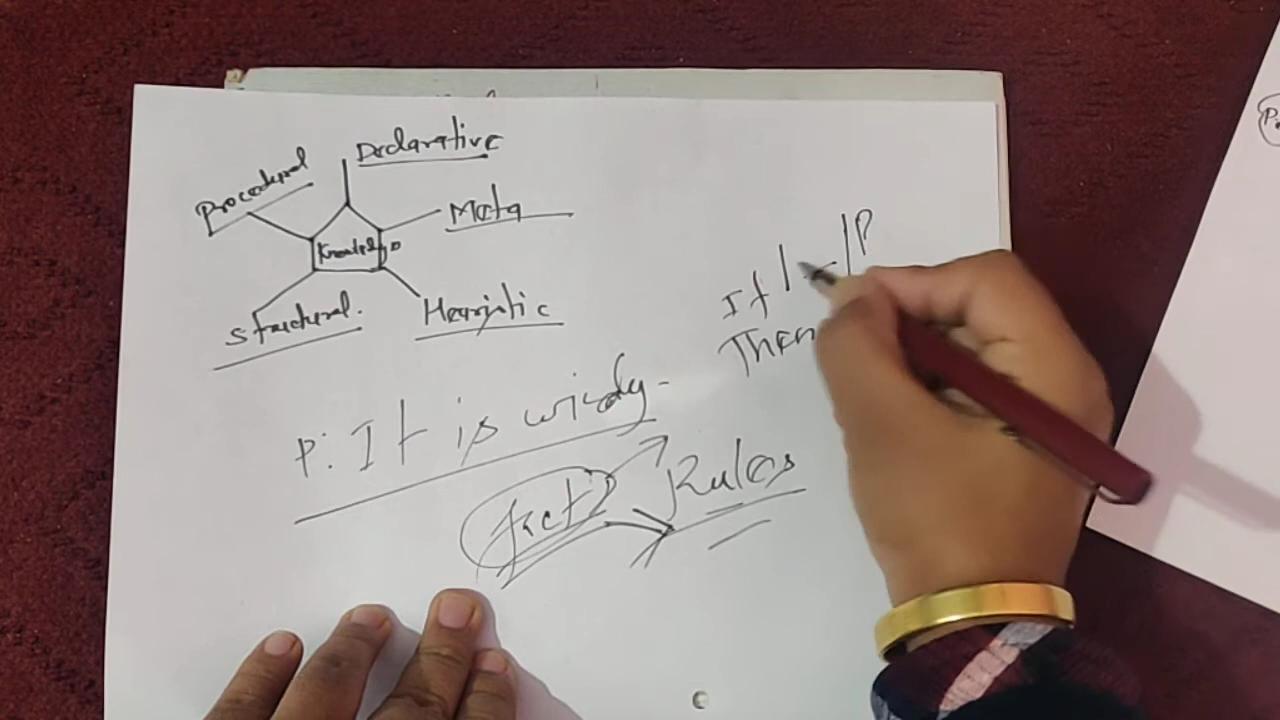 Declarative
Procedural
Meta
Knowledge
Structural.
Heuristic
If
Then
P: It is windy.
Fact
Rules